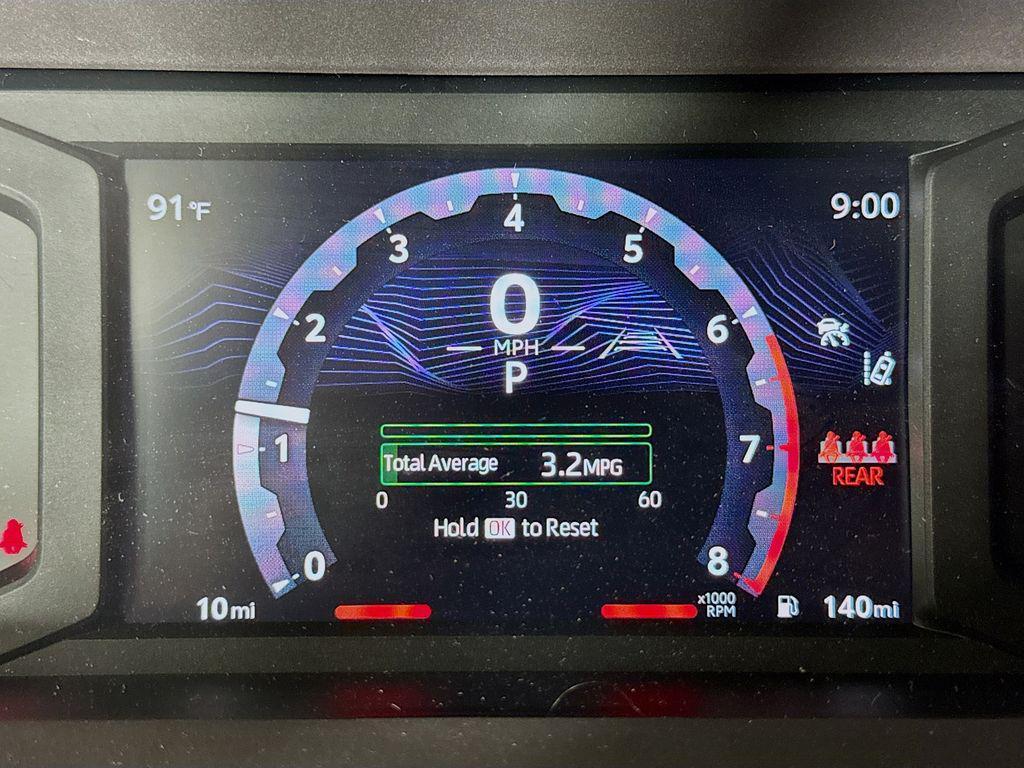 91°F
9:00
4
3
5
2
6
0
MPH
P
1
7
Total Average 3.2MPG
0 30 60
Hold OK to Reset
REAR
0
8
x1000
RPM
10mi
140mi